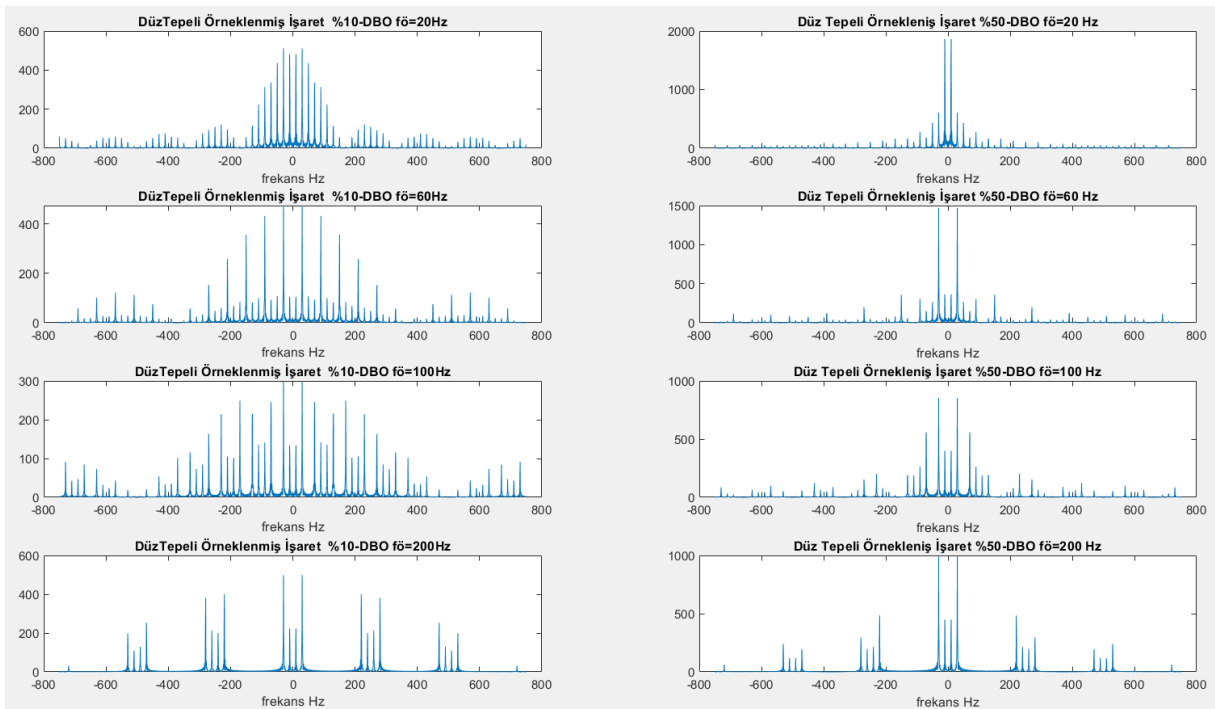 DüzTepeli Örneklenmiş İşaret  %10-DBO fö=20Hz
600
400
200
0
-800 -600 -400 -200 0 200 400 600 800
frekans Hz
Düz Tepeli Örnekleniş İşaret %50-DBO fö=20 Hz
2000
1000
0
-800 -600 -400 -200 0 200 400 600 800
frekans Hz
DüzTepeli Örneklenmiş İşaret  %10-DBO fö=60Hz
400
200
0
-800 -600 -400 -200 0 200 400 600 800
frekans Hz
Düz Tepeli Örnekleniş İşaret %50-DBO fö=60 Hz
1500
1000
500
0
-800 -600 -400 -200 0 200 400 600 800
frekans Hz
DüzTepeli Örneklenmiş İşaret  %10-DBO fö=100Hz
300
200
100
0
-800 -600 -400 -200 0 200 400 600 800
frekans Hz
Düz Tepeli Örnekleniş İşaret %50-DBO fö=100 Hz
1000
500
0
-800 -600 -400 -200 0 200 400 600 800
frekans Hz
DüzTepeli Örneklenmiş İşaret  %10-DBO fö=200Hz
600
400
200
0
-800 -600 -400 -200 0 200 400 600 800
frekans Hz
Düz Tepeli Örnekleniş İşaret %50-DBO fö=200 Hz
1000
500
0
-800 -600 -400 -200 0 200 400 600 800
frekans Hz